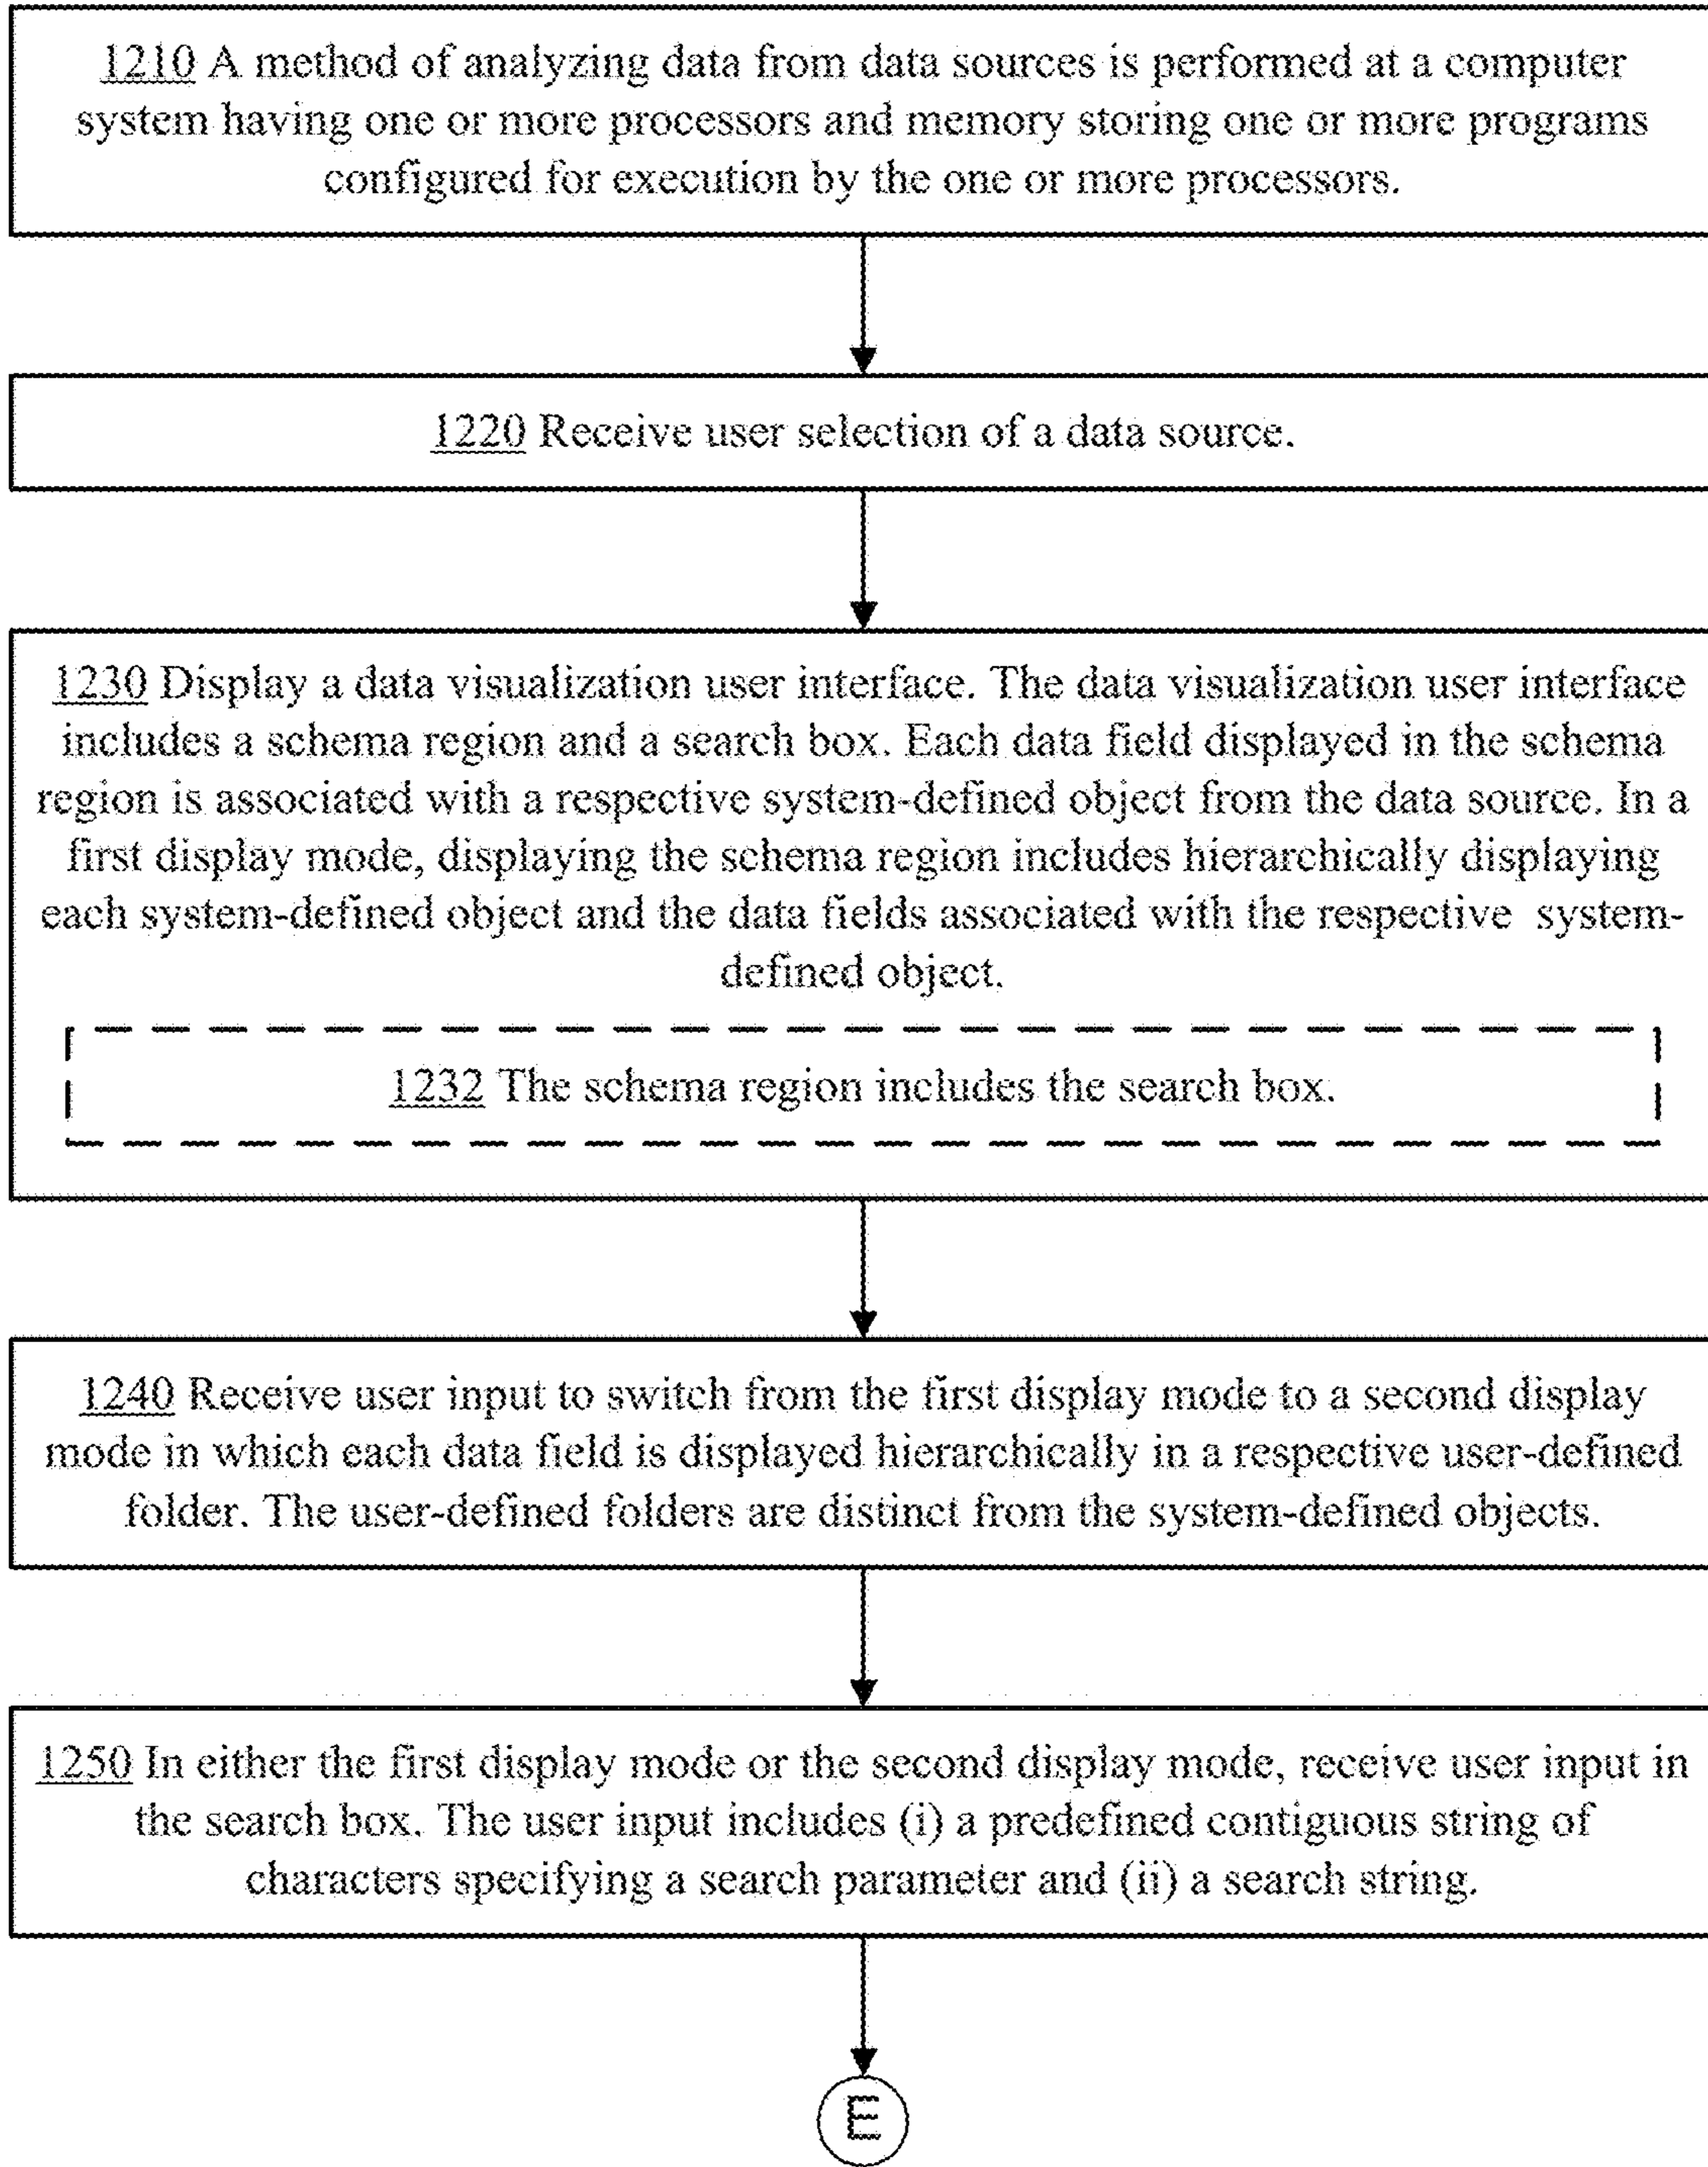 1210 A method of analyzing data from data sources is performed at a computer
system having one or more processors and memory storing one or more programs
configured for execution by the one or more processors.
1220 Receive user selection of a data source.
1230 Display a data visualization user interface. The data visualization user interface
includes a schema region and a search box. Each data field displayed in the schema
region is associated with a respective system-defined object from the data source. In a
first display mode, displaying the schema region includes hierarchically displaying
each system-defined object and the data fields associated with the respective system-
defined object.
1232 The schema region includes the search box.
1240 Receive user input to switch from the first display mode to a second display
mode in which each data field is displayed hierarchically in a respective user-defined
folder. The user-defined folders are distinct from the system-defined objects.
1250 In either the first display mode or the second display mode, receive user input in
the search box. The user input includes (i) a predefined contiguous string of
characters specifying a search parameter and (ii) a search string.
E